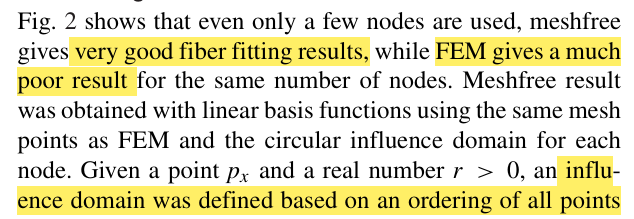 Fig. 2 shows that even only a few nodes are used, meshfree
gives very good fiber fitting results, while FEM gives a much
poor result for the same number of nodes. Meshfree result
was obtained with linear basis functions using the same mesh
points as FEM and the circular influence domain for each
node. Given a point pₓ and a real number r > 0, an influ-
ence domain was defined based on an ordering of all points